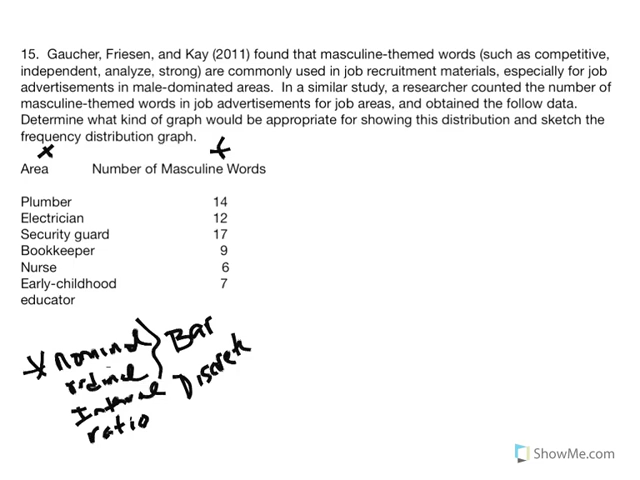 15. Gaucher, Friesen, and Kay (2011) found that masculine-themed words (such as competitive,
independent, analyze, strong) are commonly used in job recruitment materials, especially for job
advertisements in male-dominated areas. In a similar study, a researcher counted the number of
masculine-themed words in job advertisements for job areas, and obtained the follow data.
Determine what kind of graph would be appropriate for showing this distribution and sketch the
frequency distribution graph.
x f
Area Number of Masculine Words
Plumber 14
Electrician 12
Security guard 17
Bookkeeper 9
Nurse 6
Early-childhood 7
educator
nominal Bar
ordinal
Interval Discrete
ratio
ShowMe.com